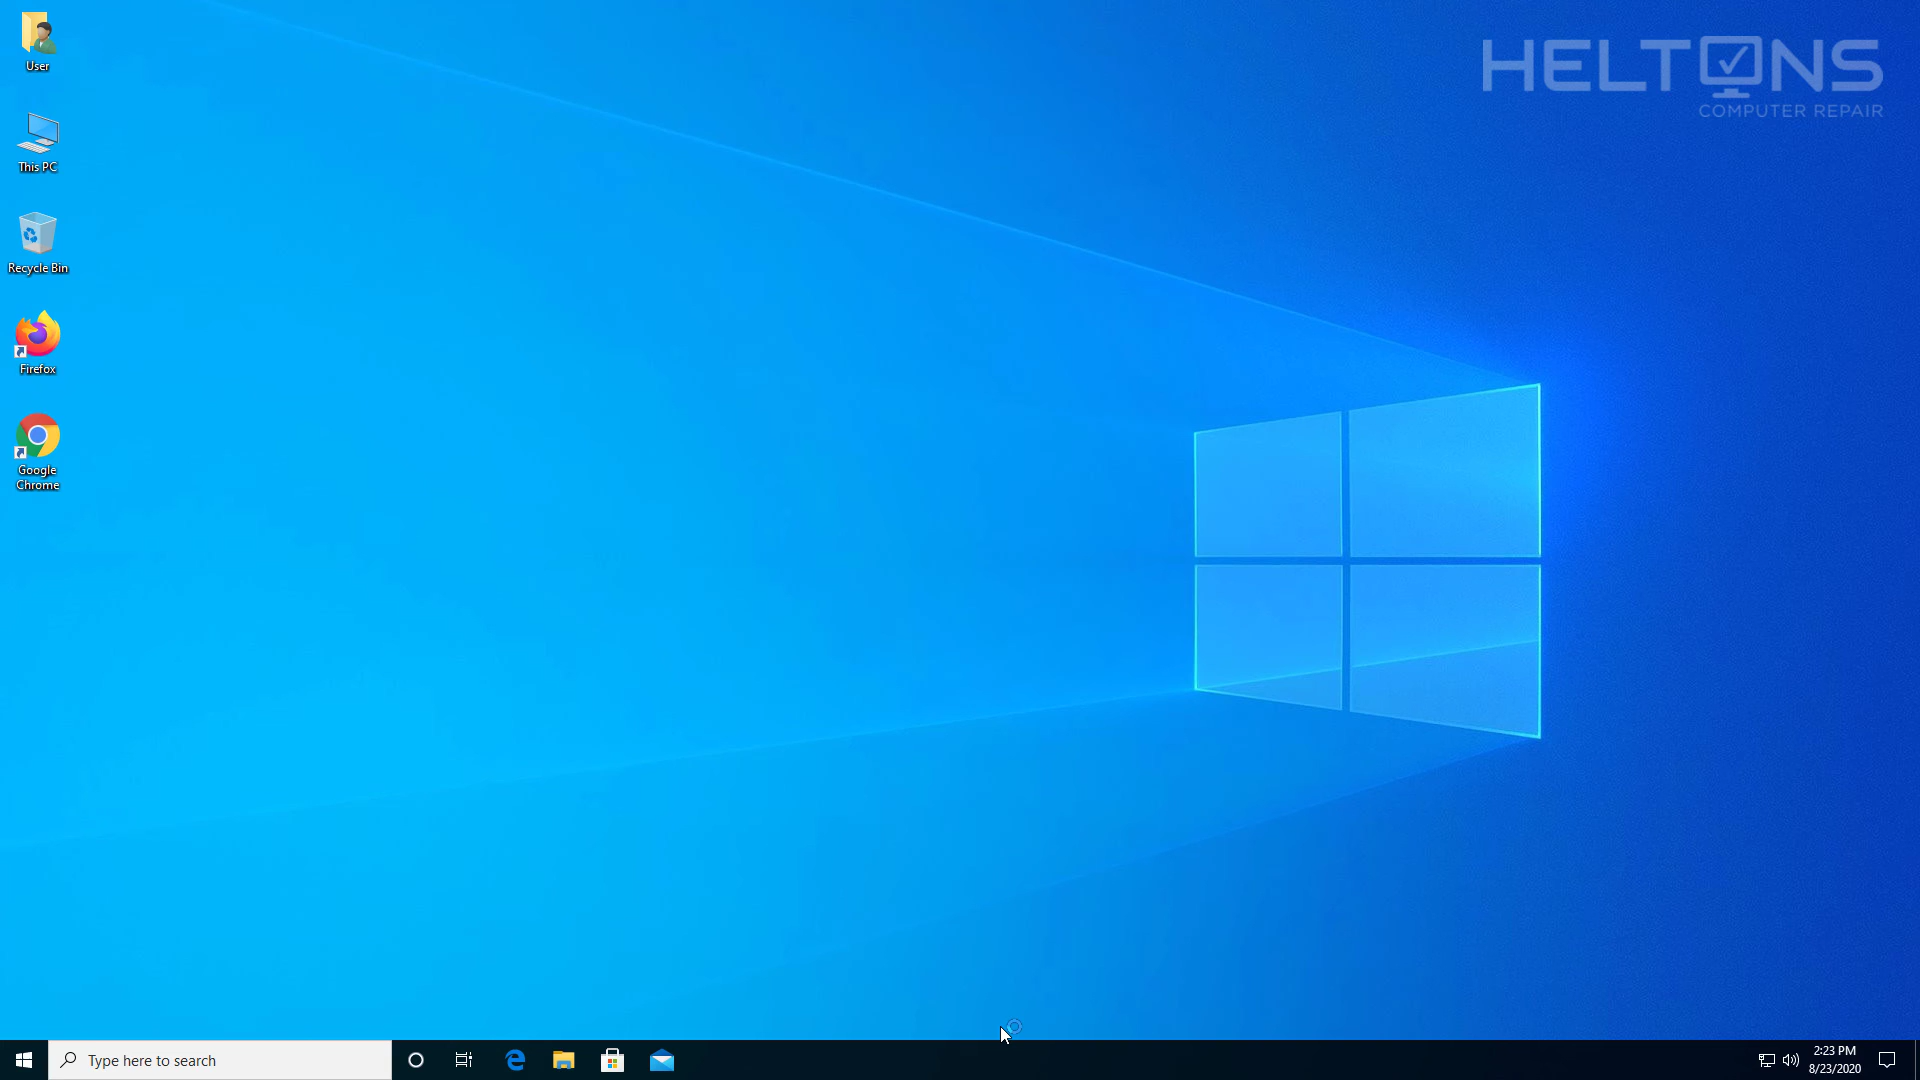 User
This PC
Recycle Bin
Firefox
Google
Chrome
HELTONS
COMPUTER REPAIR
Type here to search
2:23 PM
8/23/2020